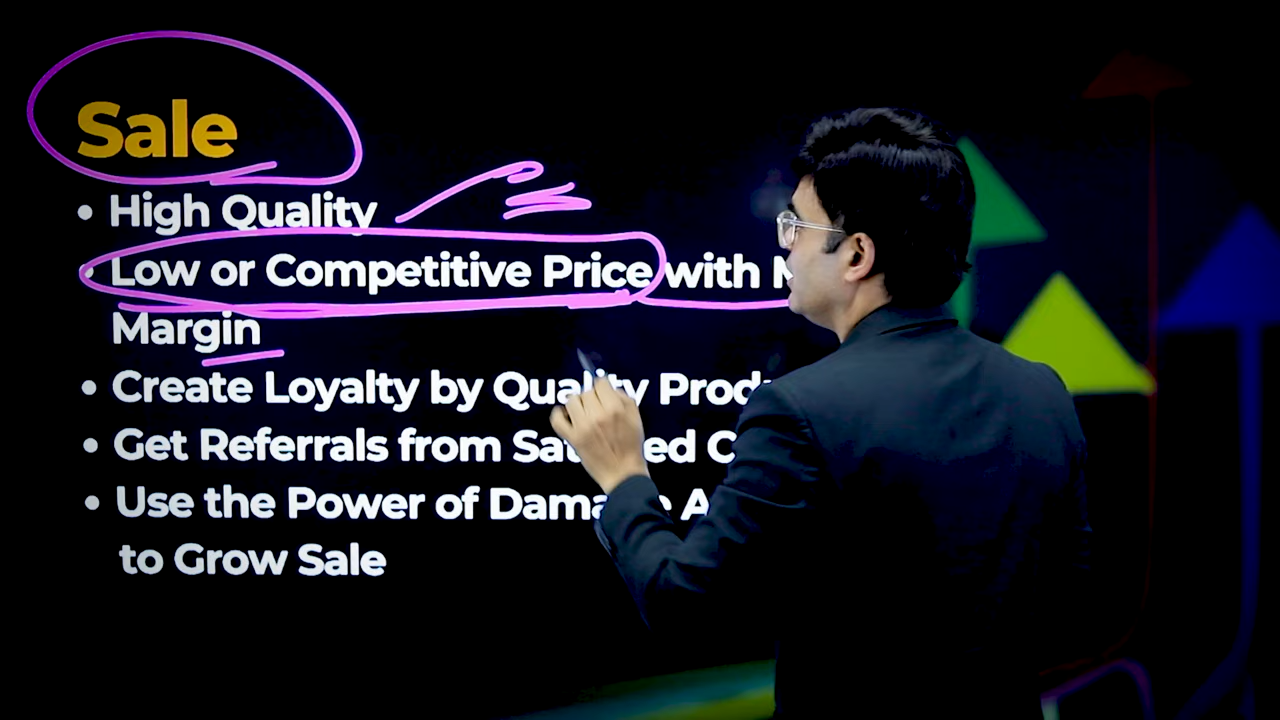 Sale
• High Quality
• Low or Competitive Price with
Margin
• Create Loyalty by Quality
• Get Referrals from
• Use the Power of
to Grow Sale